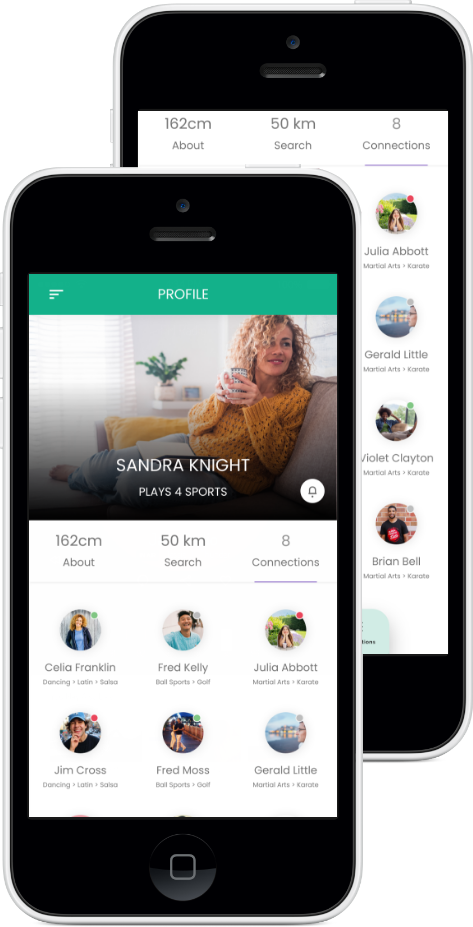 162cm
50 km
8
About
Search
Connections
Julia Abbott
Martial Arts > Karate
Gerald Little
Martial Arts > Karate
Violet Clayton
Martial Arts > Karate
Brian Bell
Martial Arts > Karate
PROFILE
SANDRA KNIGHT
PLAYS 4 SPORTS
162cm
50 km
8
About
Search
Connections
Celia Franklin
Fred Kelly
Julia Abbott
Dancing > Latin > Salsa
Ball Sports > Golf
Martial Arts > Karate
Jim Cross
Fred Moss
Gerald Little
Dancing > Latin > Salsa
Ball Sports > Golf
Martial Arts > Karate